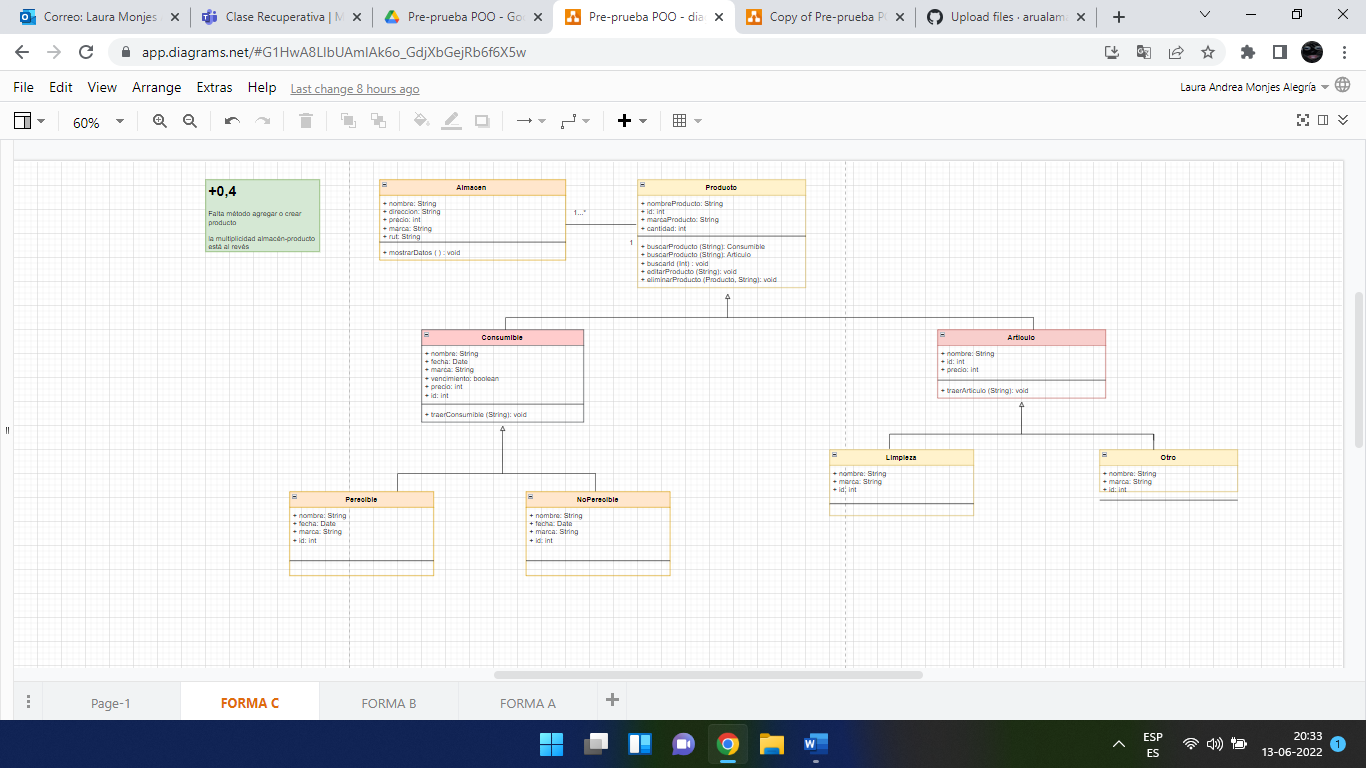 Correo: Laura Monjes
Clase Recuperativa | M
Pre-prueba POO - Goo
Pre-prueba POO - dia
Copy of Pre-prueba P
Upload files · arualam
app.diagrams.net/#G1HwA8LIbUAmIAk6o_GdjXbGejRb6f6X5w
File Edit View Arrange Extras Help Last change 8 hours ago
Laura Andrea Monjes Alegría
60%
+0,4
Falta método agregar o crear
producto
la multiplicidad almacén-producto
está al revés
Almacen
+ nombre: String
+ direccion: String
+ precio: int
+ marca: String
+ rut: String
+ mostrarDatos ( ) : void
1...*
1
Producto
+ nombreProducto: String
+ id: int
+ marcaProducto: String
+ cantidad: int
+ buscarProducto (String): Consumible
+ buscarProducto (String): Articulo
+ buscarId (Int) : void
+ editarProducto (String): void
+ eliminarProducto (Producto, String): void
Consumible
+ nombre: String
+ fecha: Date
+ marca: String
+ vencimiento: boolean
+ precio: int
+ id: int
+ traerConsumible (String): void
Articulo
+ nombre: String
+ id: int
+ precio: int
+ traerArticulo (String): void
Limpieza
+ nombre: String
+ marca: String
+ id: int
Otro
+ nombre: String
+ marca: String
+ id: int
Perecible
+ nombre: String
+ fecha: Date
+ marca: String
+ id: int
NoPerecible
+ nombre: String
+ fecha: Date
+ marca: String
+ id: int
Page-1
FORMA C
FORMA B
FORMA A
ESP
ES
20:33
13-06-2022
1